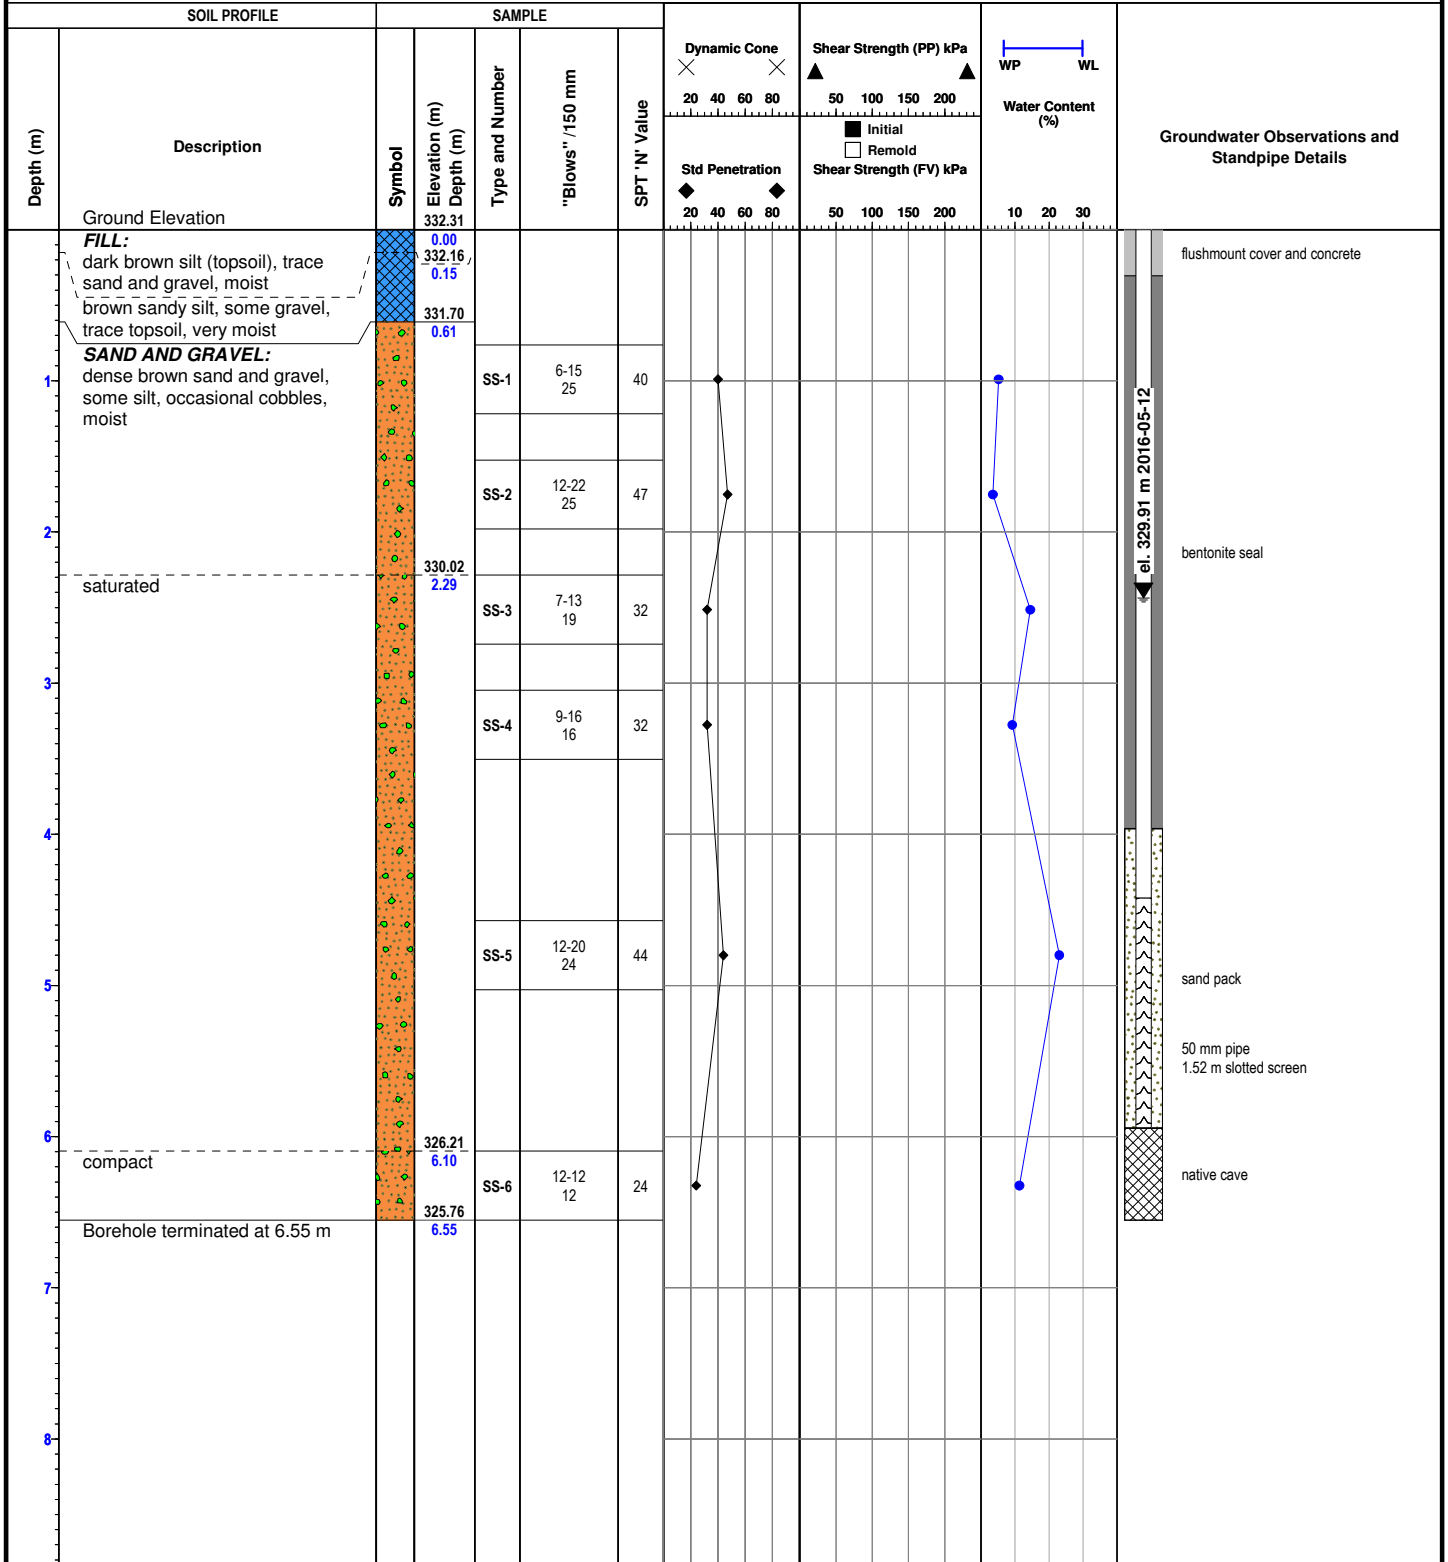 SOIL PROFILE
SAMPLE
Depth (m)
Description
Symbol
Elevation (m)
Depth (m)
Type and Number
"Blows" /150 mm
SPT 'N' Value
Dynamic Cone
20 40 60 80
Std Penetration
20 40 60 80
Shear Strength (PP) kPa
50 100 150 200
Initial
Remold
Shear Strength (FV) kPa
50 100 150 200
WP WL
Water Content
(%)
10 20 30
Groundwater Observations and
Standpipe Details
Ground Elevation
332.31
FILL:
0.00
dark brown silt (topsoil), trace
332.16
flushmount cover and concrete
sand and gravel, moist
0.15
brown sandy silt, some gravel,
331.70
trace topsoil, very moist
0.61
SAND AND GRAVEL:
dense brown sand and gravel,
some silt, occasional cobbles,
moist
1
SS-1
6-15
25
40
el. 329.91 m 2016-05-12
SS-2
12-22
25
47
2
bentonite seal
330.02
saturated
2.29
SS-3
7-13
19
32
3
SS-4
9-16
16
32
4
SS-5
12-20
24
44
5
sand pack
50 mm pipe
1.52 m slotted screen
6
326.21
compact
6.10
SS-6
12-12
12
24
native cave
325.76
Borehole terminated at 6.55 m
6.55
7
8